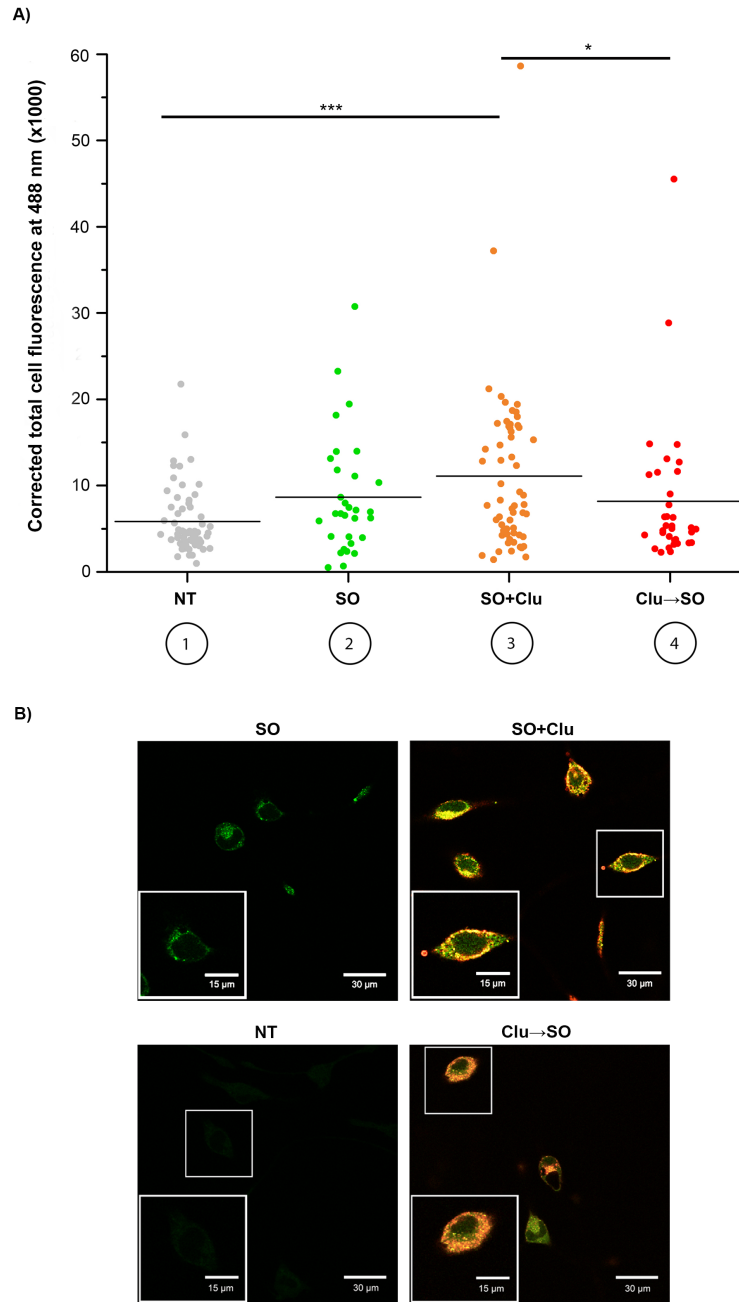 A)
Corrected total cell fluorescence at 488 nm (x1000)
60
50
40
30
20
10
0
***
*
NT
SO
SO+Clu
Clu→SO
1
2
3
4
B)
SO
SO+Clu
15 µm
30 µm
15 µm
30 µm
NT
Clu→SO
15 µm
30 µm
15 µm
30 µm